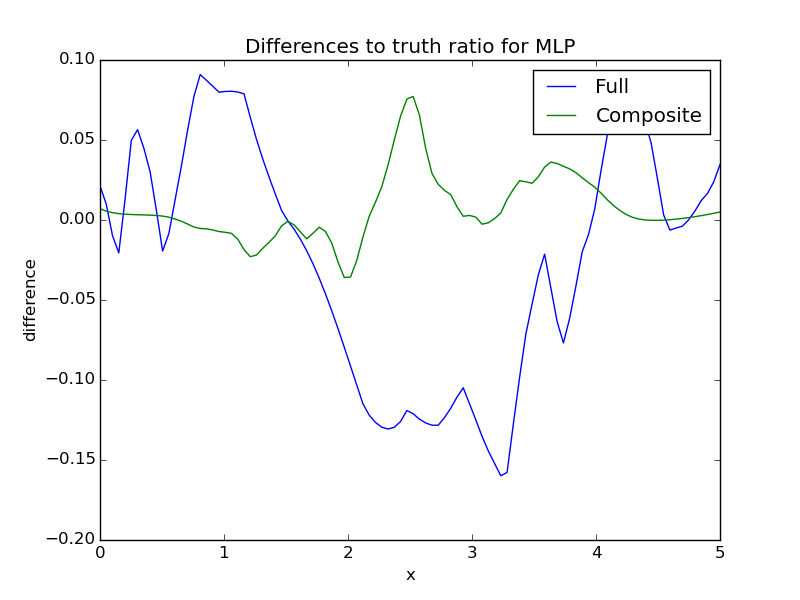 Differences to truth ratio for MLP
Full
Composite
0.10
0.05
0.00
−0.05
−0.10
−0.15
−0.20
difference
0 1 2 3 4 5
x